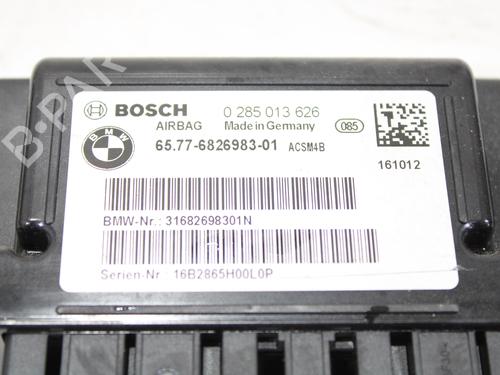 BOSCH 0 285 013 626
AIRBAG Made in Germany 085
BMW 65.77-6826983-01 ACSM4B
161012
BMW-Nr.: 31682698301N
Serien-Nr.: 16B2865H00L0P
B-PAR